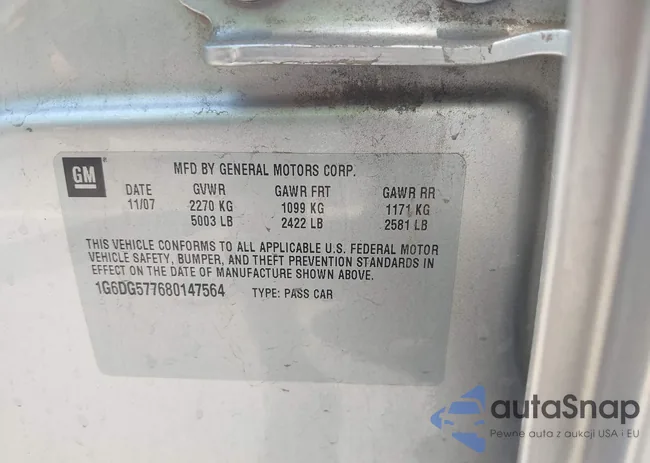 GM
MFD BY GENERAL MOTORS CORP.
DATE GVWR GAWR FRT GAWR RR
11/07 2270 KG 1099 KG 1171 KG
5003 LB 2422 LB 2581 LB
THIS VEHICLE CONFORMS TO ALL APPLICABLE U.S. FEDERAL MOTOR
VEHICLE SAFETY, BUMPER, AND THEFT PREVENTION STANDARDS IN
EFFECT ON THE DATE OF MANUFACTURE SHOWN ABOVE.
1G6DG577680147564 TYPE: PASS CAR
autaSnap
Pewne auta z aukcji USA i EU